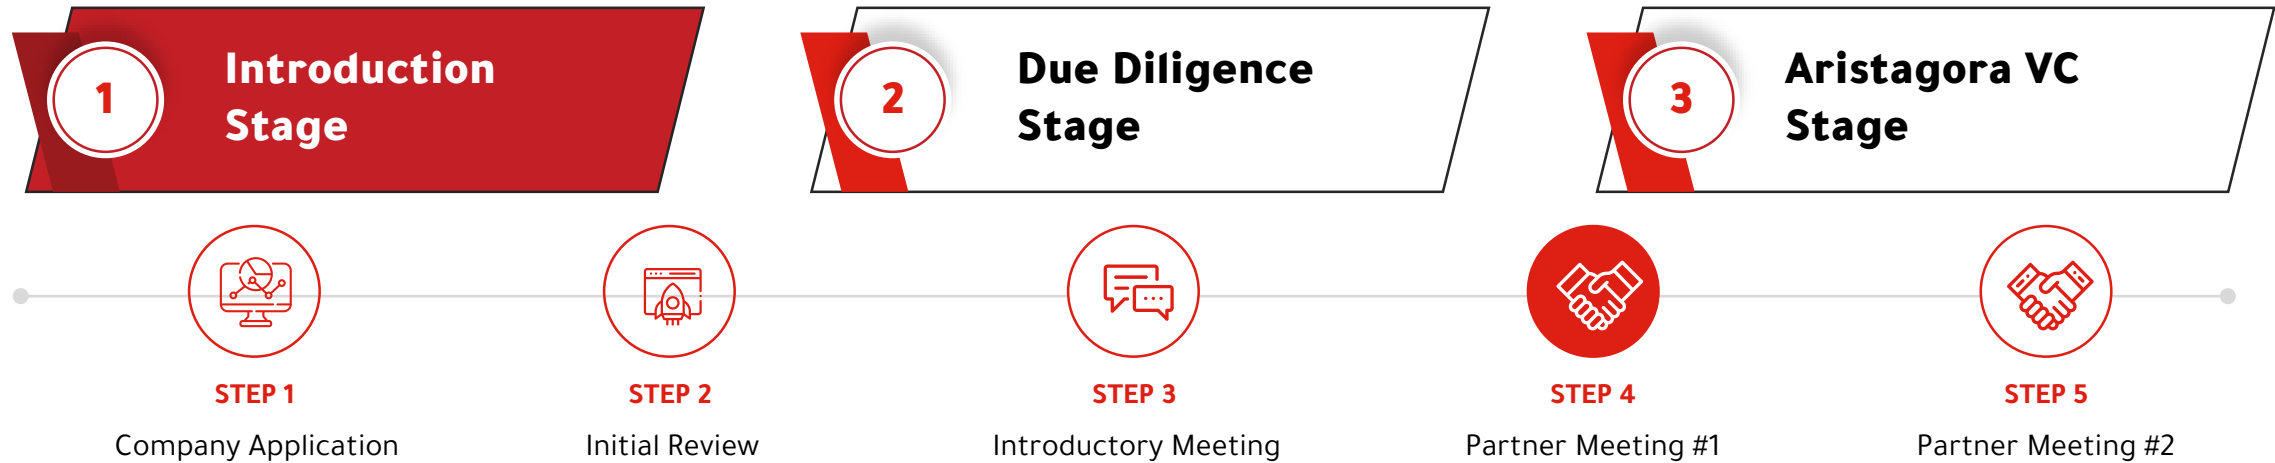 1
Introduction
Stage
2
Due Diligence
Stage
3
Aristagora VC
Stage
STEP 1
Company Application
STEP 2
Initial Review
STEP 3
Introductory Meeting
STEP 4
Partner Meeting #1
STEP 5
Partner Meeting #2